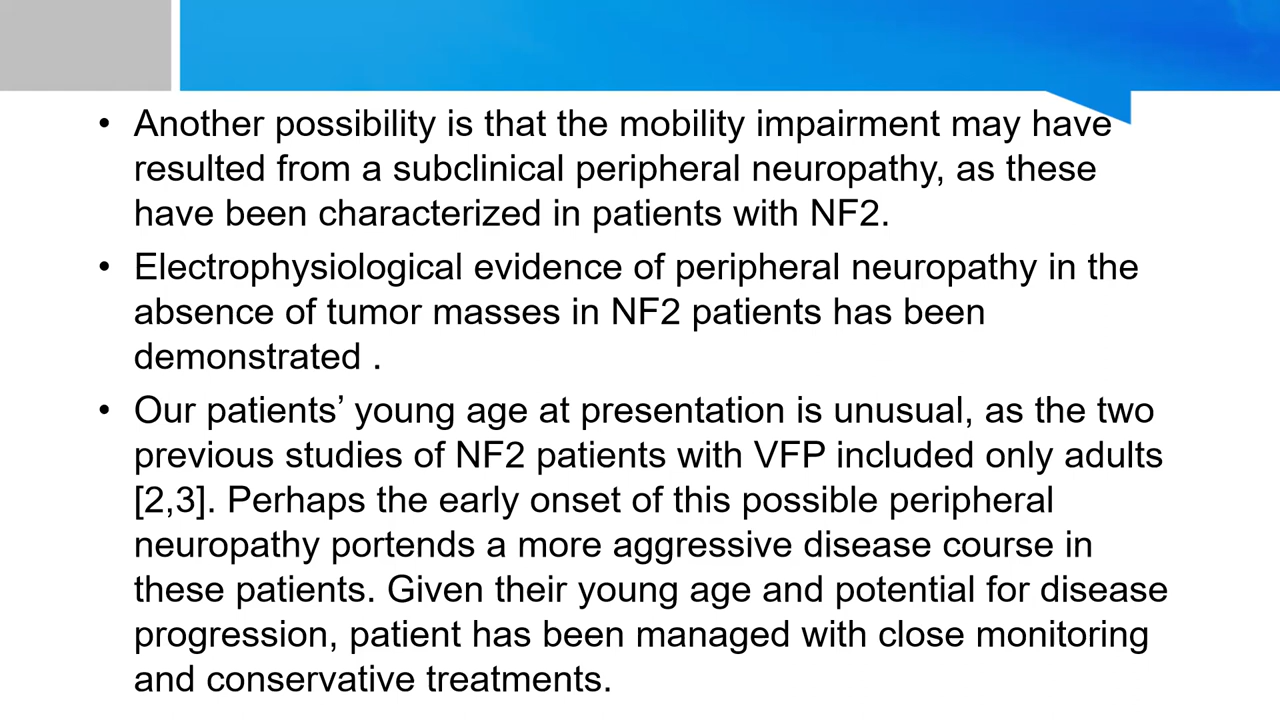 • Another possibility is that the mobility impairment may have
resulted from a subclinical peripheral neuropathy, as these
have been characterized in patients with NF2.
• Electrophysiological evidence of peripheral neuropathy in the
absence of tumor masses in NF2 patients has been
demonstrated .
• Our patients’ young age at presentation is unusual, as the two
previous studies of NF2 patients with VFP included only adults
[2,3]. Perhaps the early onset of this possible peripheral
neuropathy portends a more aggressive disease course in
these patients. Given their young age and potential for disease
progression, patient has been managed with close monitoring
and conservative treatments.